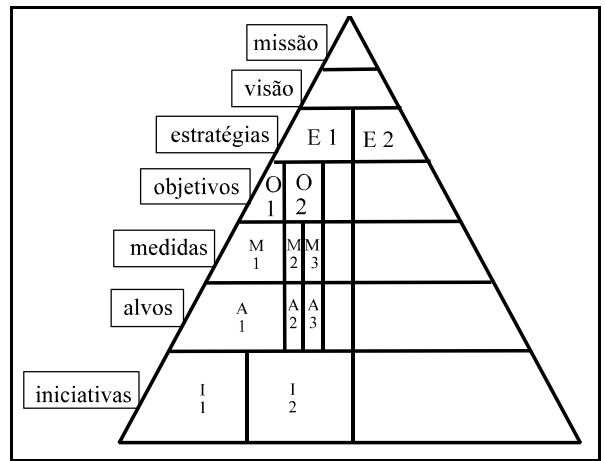 missão
visão
estratégias E 1 E 2
objetivos O 1 O 2
medidas M 1 M 2 M 3
alvos A 1 A 2 A 3
iniciativas I 1 I 2